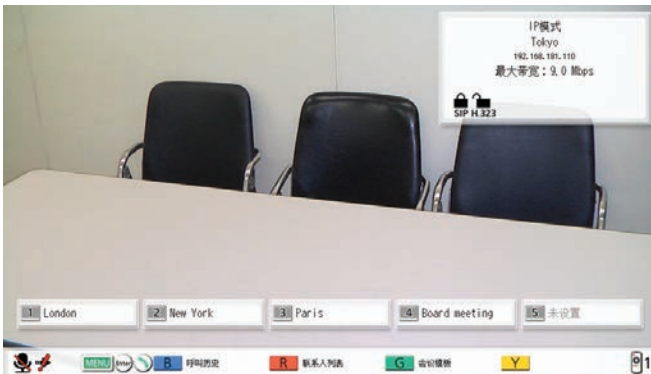 IP模式
Tokyo
192.168.181.110
最大带宽：9.0 Mbps
SIP H.323
1 London
2 New York
3 Paris
4 Board meeting
5 未设置
MENU Enter B 呼叫历史 R 联系人列表 G 会议模板 Y 1